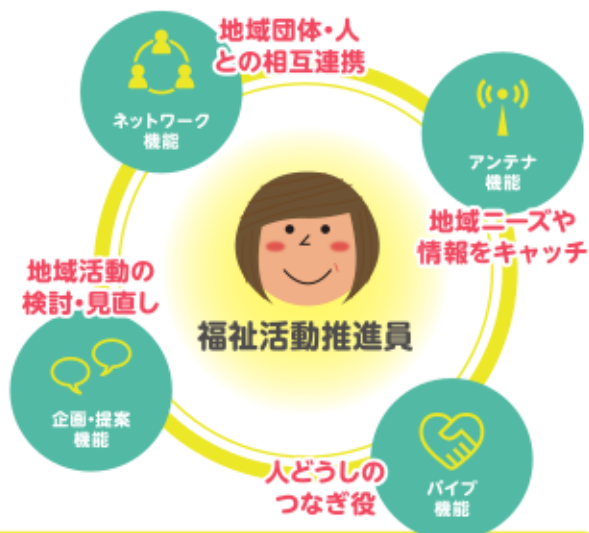 地域団体・人
との相互連携
ネットワーク
機能
アンテナ
機能
地域ニーズや
情報をキャッチ
地域活動の
検討・見直し
福祉活動推進員
企画・提案
機能
人どうしの
つなぎ役
パイプ
機能